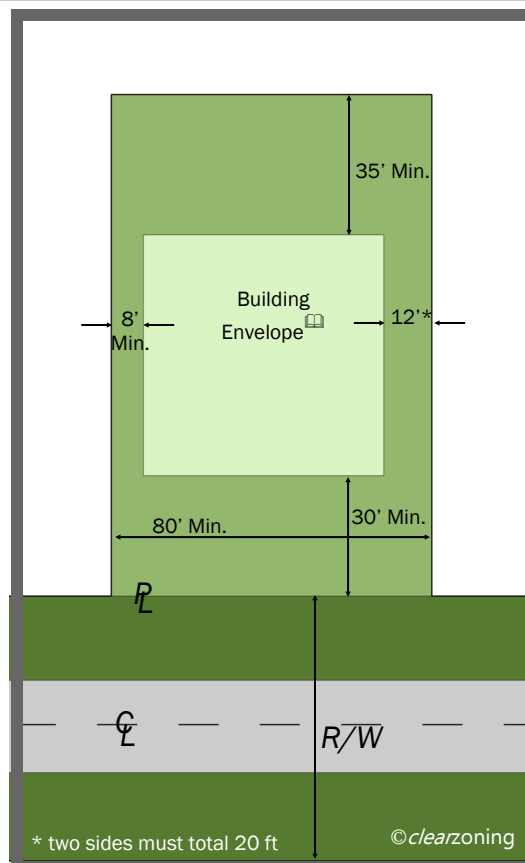 35’ Min.
Building
Envelope
8’
Min.
12’*
80’ Min.
30’ Min.
PL
CL
R/W
* two sides must total 20 ft
©clearzoning